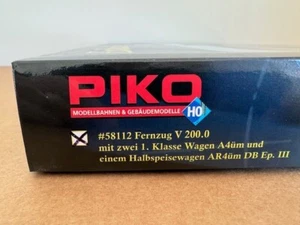 PIKO
MODELLBAHNEN & GEBÄUDEMODELLE
H0
#58112 Fernzug V 200.0
mit zwei 1. Klasse Wagen A4üm und
einem Halbspeisewagen AR4üm DB Ep. III